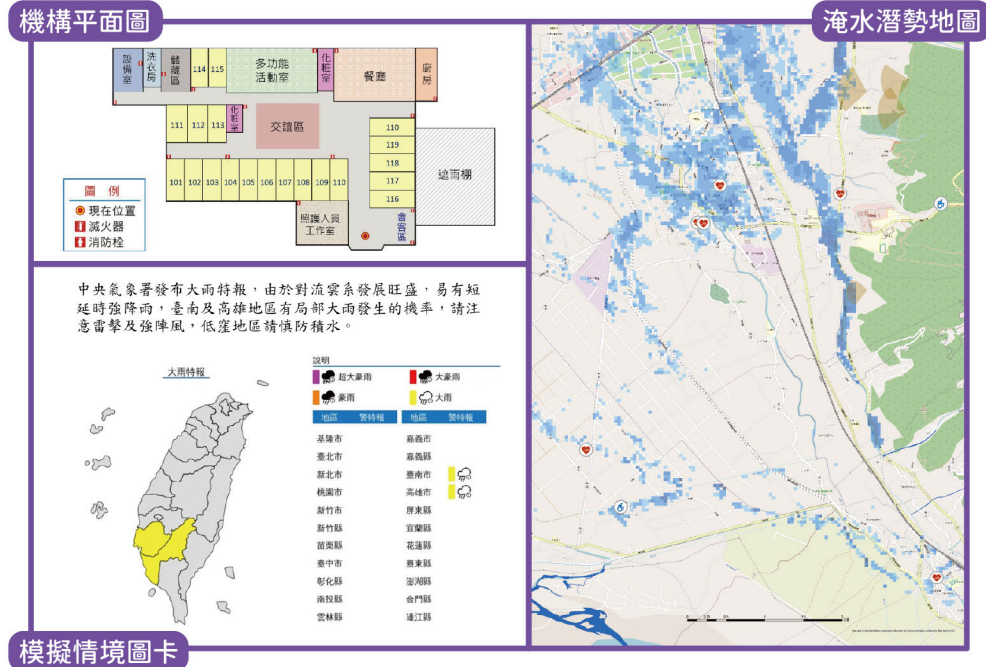 機構平面圖
淹水潛勢地圖
設備室
洗衣房
儲藏區
114
115
多功能
活動室
化粧室
餐廳
廚房
111
112
113
化粧室
交誼區
110
119
118
117
116
遮雨棚
101
102
103
104
105
106
107
108
109
110
照護人員
工作室
會客區
圖 例
現在位置
滅火器
消防栓
中央氣象署發布大雨特報，由於對流雲系發展旺盛，易有短
延時強降雨，臺南及高雄地區有局部大雨發生的機率，請注
意雷擊及強陣風，低窪地區請慎防積水。
大雨特報
說明
超大豪雨 大豪雨
豪雨 大雨
地區 警特報 地區 警特報
基隆市 嘉義市
臺北市 嘉義縣
新北市 臺南市
桃園市 高雄市
新竹市 屏東縣
新竹縣 宜蘭縣
苗栗縣 花蓮縣
臺中市 臺東縣
彰化縣 澎湖縣
南投縣 金門縣
雲林縣 連江縣
模擬情境圖卡